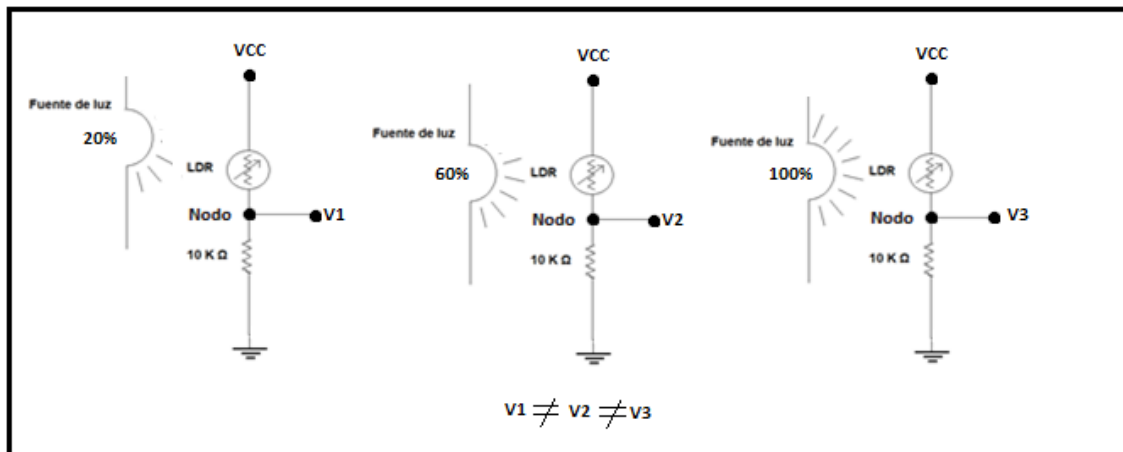 VCC
Fuente de luz
20%
LDR
Nodo
V1
10 K Ω
VCC
Fuente de luz
60%
LDR
Nodo
V2
10 K Ω
VCC
Fuente de luz
100%
LDR
Nodo
V3
10 K Ω
V1 ≠ V2 ≠ V3